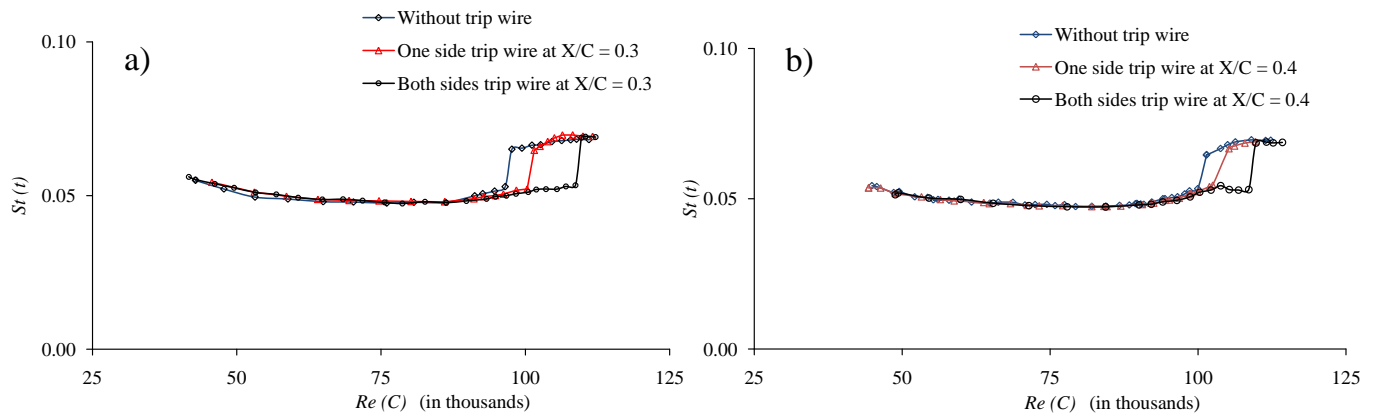 Without trip wire
One side trip wire at X/C = 0.3
Both sides trip wire at X/C = 0.3
a)
0.10
0.05
0.00
St (t)
25
50
75
100
125
Re (C) (in thousands)
Without trip wire
One side trip wire at X/C = 0.4
Both sides trip wire at X/C = 0.4
b)
0.10
0.05
0.00
St (t)
25
50
75
100
125
Re (C) (in thousands)